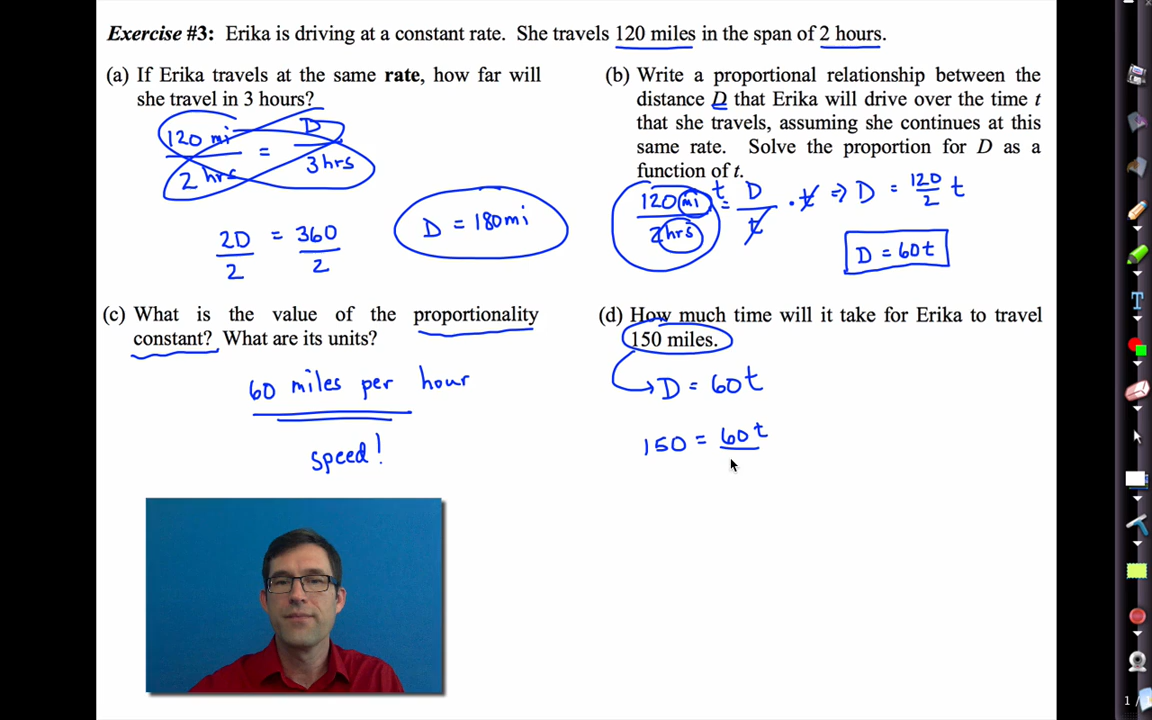 Exercise #3: Erika is driving at a constant rate. She travels 120 miles in the span of 2 hours.
(a) If Erika travels at the same rate, how far will
she travel in 3 hours?
120 mi / 2 hrs = D / 3 hrs
2D / 2 = 360 / 2
D = 180 mi
(b) Write a proportional relationship between the
distance D that Erika will drive over the time t
that she travels, assuming she continues at this
same rate. Solve the proportion for D as a
function of t.
t 120 mi / 2 hrs = D / t · t ⇒ D = 120 / 2 t
D = 60t
(c) What is the value of the proportionality
constant? What are its units?
60 miles per hour
speed!
(d) How much time will it take for Erika to travel
150 miles.
D = 60t
150 = 60t
T
1 /